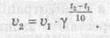 v₂ = v₁ · γ^((t₂−t₁)/10) .